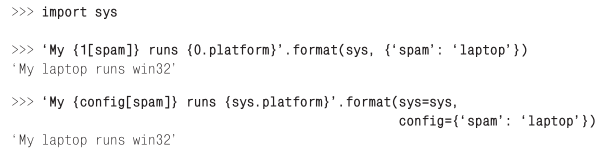 >>> import sys
>>> ‘My {1[spam]} runs {0.platform}’.format(sys, {‘spam’: ‘laptop’})
‘My laptop runs win32’
>>> ‘My {config[spam]} runs {sys.platform}’.format(sys=sys,
config={‘spam’: ‘laptop’})
‘My laptop runs win32’